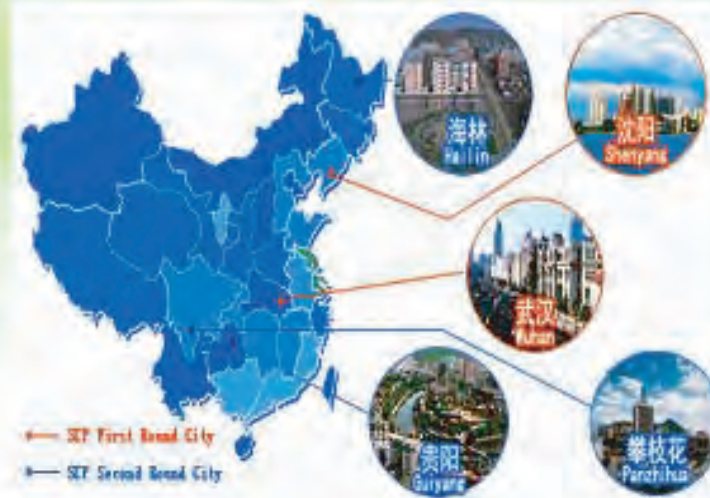 海林
Hailin
沈阳
Shenyang
武汉
Wuhan
贵阳
Guiyang
攀枝花
Panzhihua
SCP First Round City
SCP Second Round City